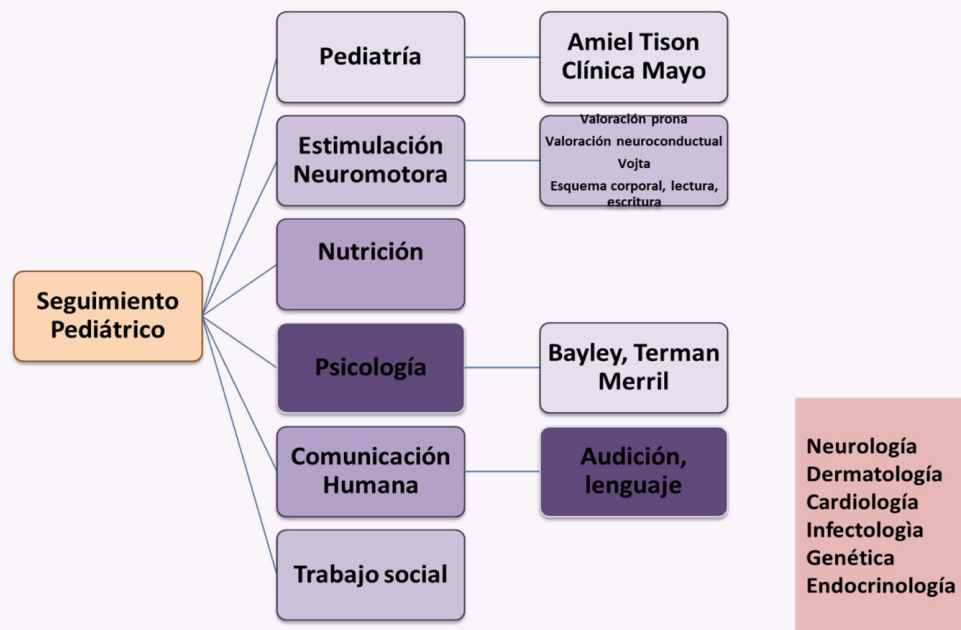 Seguimiento
Pediátrico
Pediatría
Amiel Tison
Clínica Mayo
Estimulación
Neuromotora
Valoración prona
Valoración neuroconductual
Vojta
Esquema corporal, lectura,
escritura
Nutrición
Psicología
Bayley, Terman
Merril
Comunicación
Humana
Audición,
lenguaje
Trabajo social
Neurología
Dermatología
Cardiología
Infectologìa
Genética
Endocrinología